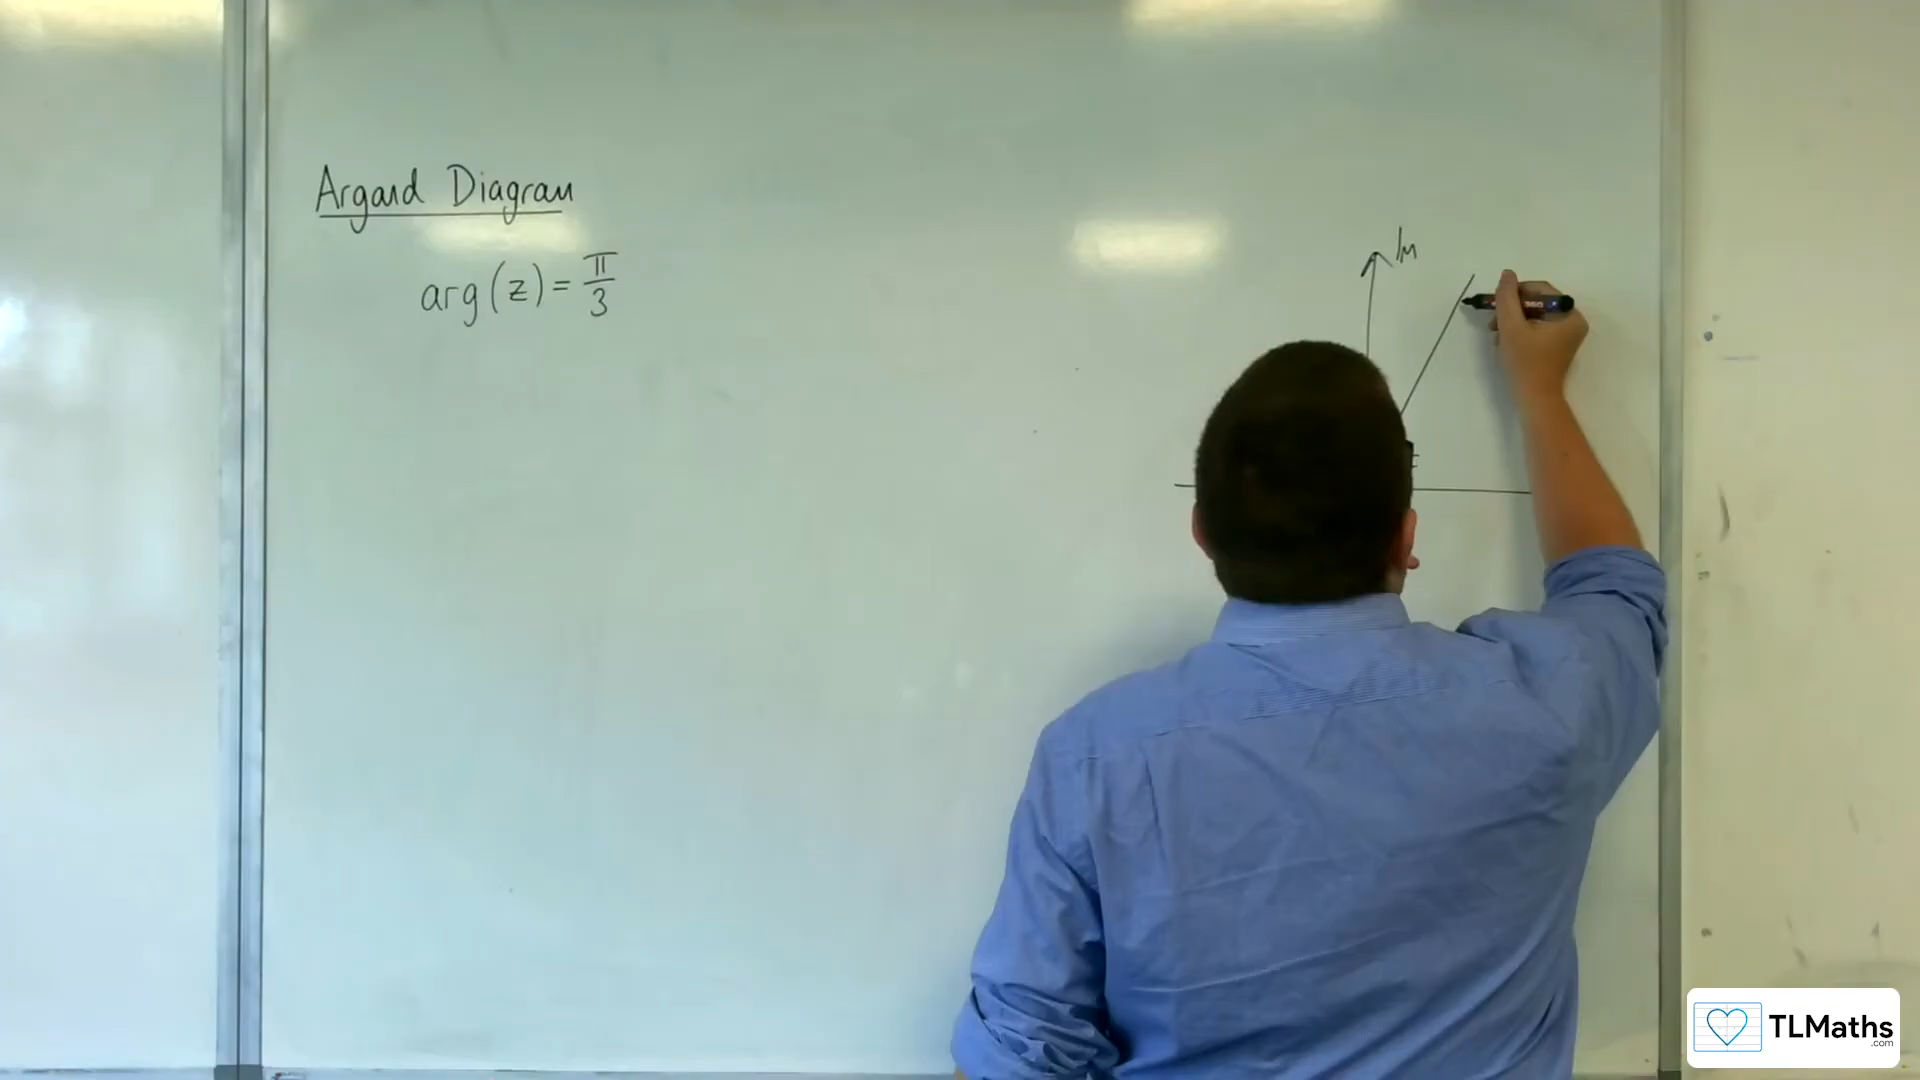 Argand Diagram
arg(z) = π/3
Im
TLMaths
.com